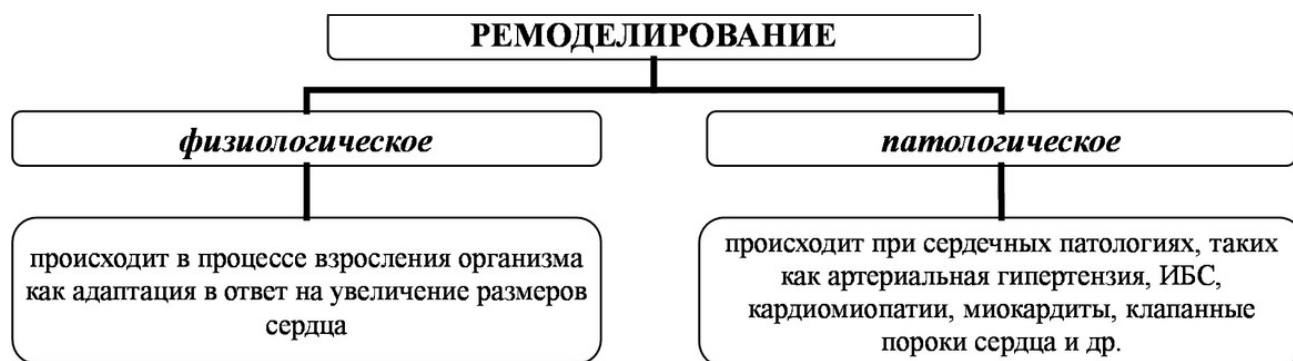 РЕМОДЕЛИРОВАНИЕ
физиологическое
патологическое
происходит в процессе взросления организма
как адаптация в ответ на увеличение размеров
сердца
происходит при сердечных патологиях, таких
как артериальная гипертензия, ИБС,
кардиомиопатии, миокардиты, клапанные
пороки сердца и др.